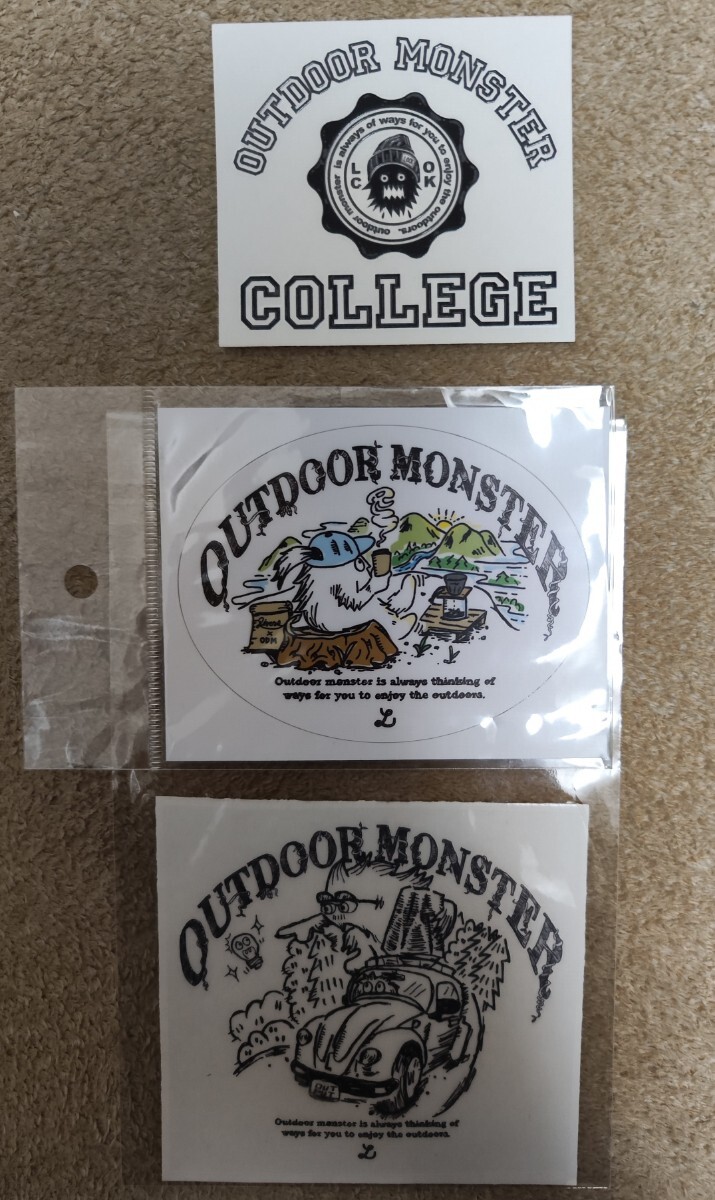 OUTDOOR MONSTER
is always of ways for you to enjoy the outdoors. outdoor monster
LC OK
COLLEGE
OUTDOOR MONSTER
ODM
Outdoor monster is always thinking of
ways for you to enjoy the outdoors.
L
OUTDOOR MONSTER
OUT
Outdoor monster is always thinking of
ways for you to enjoy the outdoors.
L